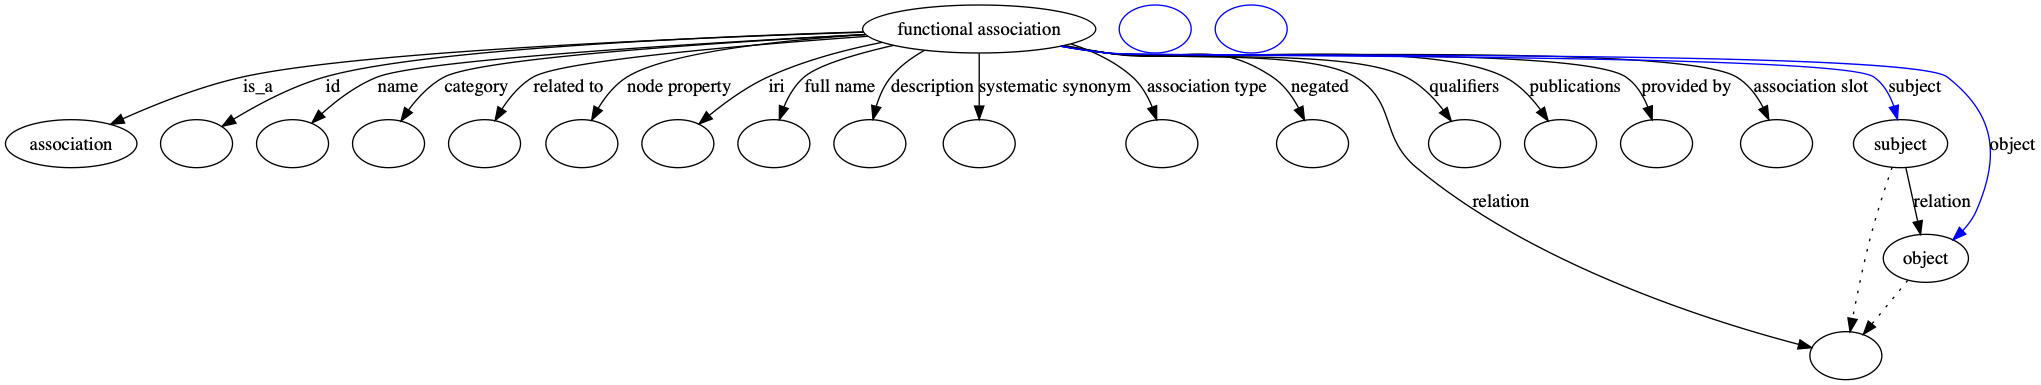 functional association
is_a
id
name
category
related to
node property
iri
full name
description
systematic synonym
association type
negated
qualifiers
publications
provided by
association slot
subject
association
subject
object
relation
relation
object